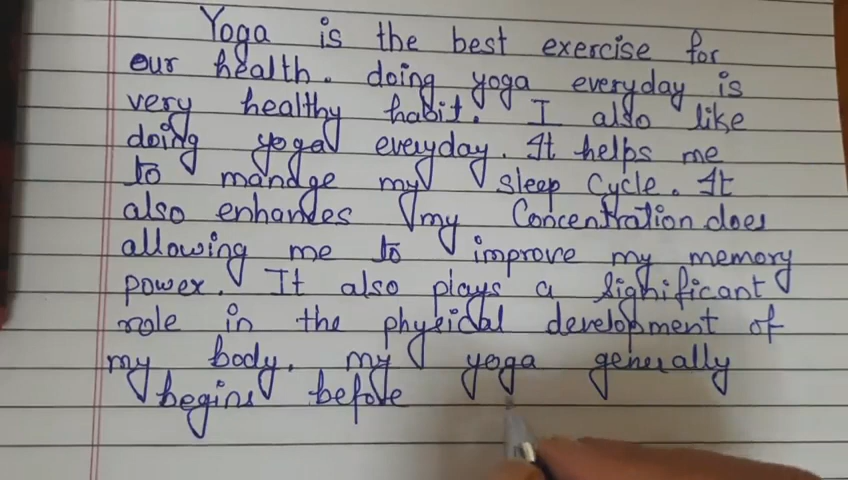 Yoga is the best exercise for
our health. doing yoga everyday is
very healthy habit. I also like
doing yoga everyday. It helps me
to manage my sleep Cycle. It
also enhances my Concentration does
allowing me to improve my memory
power. It also plays a significant
role in the physical development of
my body. my yoga generally
begins before